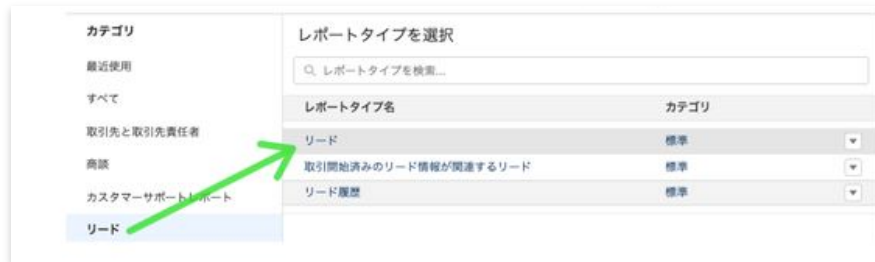 カテゴリ
最近使用
すべて
取引先と取引先責任者
商談
カスタマーサポートレポート
リード
レポートタイプを選択
レポートタイプを検索...
レポートタイプ名 カテゴリ
リード 標準
取引開始済みのリード情報が関連するリード 標準
リード履歴 標準